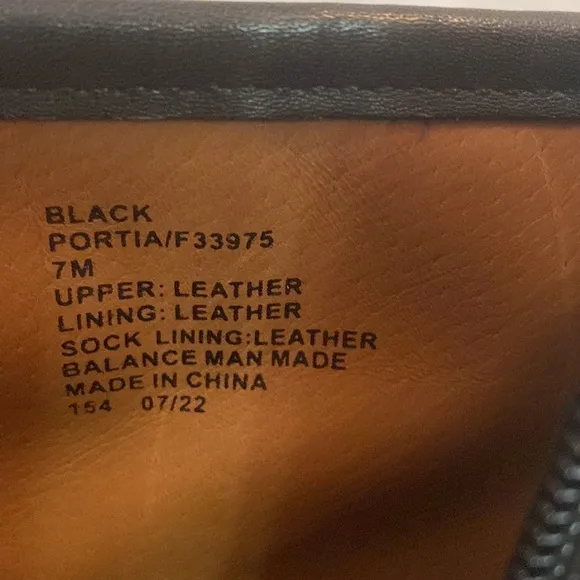 BLACK
PORTIA/F33975
7M
UPPER: LEATHER
LINING: LEATHER
SOCK LINING:LEATHER
BALANCE MAN MADE
MADE IN CHINA
154 07/22